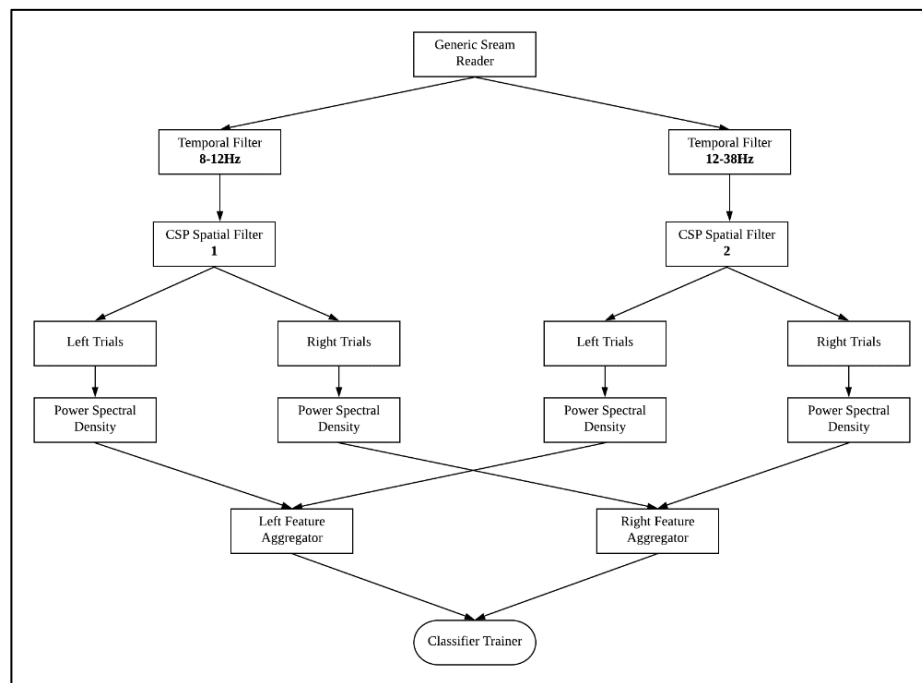 Generic Sream
Reader
Temporal Filter
8-12Hz
Temporal Filter
12-38Hz
CSP Spatial Filter
1
CSP Spatial Filter
2
Left Trials
Right Trials
Left Trials
Right Trials
Power Spectral
Density
Power Spectral
Density
Power Spectral
Density
Power Spectral
Density
Left Feature
Aggregator
Right Feature
Aggregator
Classifier Trainer